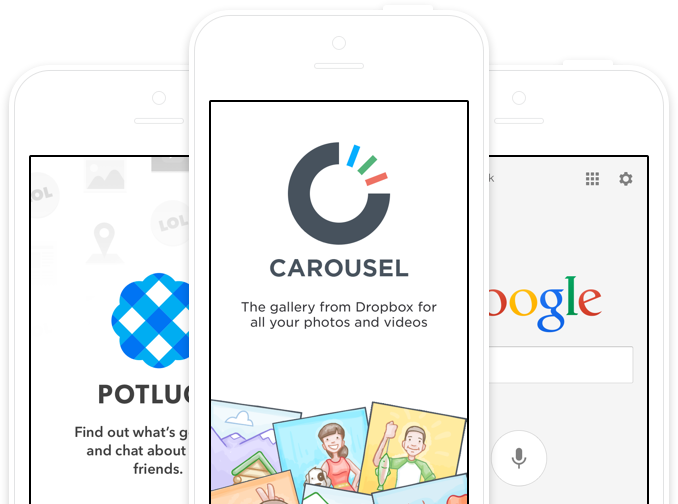 LOL
LOL
POTLUC
Find out what's g
and chat about
friends.
CAROUSEL
The gallery from Dropbox for
all your photos and videos
k
oogle